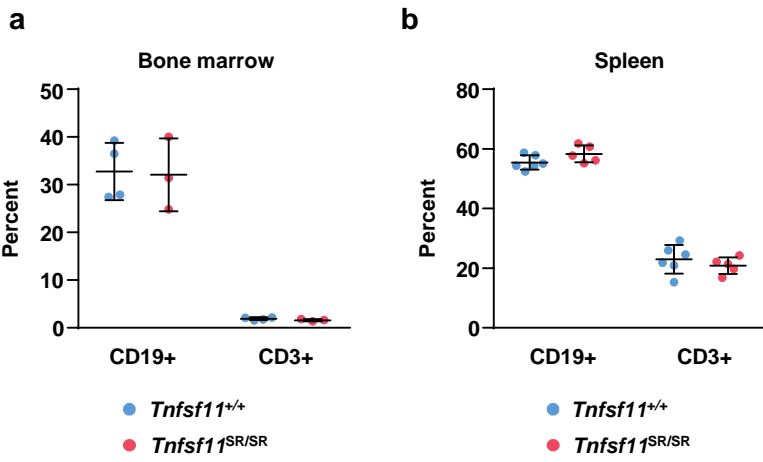 a
Bone marrow
50
40
30
20
10
0
Percent
CD19+ CD3+
Tnfsf11+/+
Tnfsf11SR/SR
b
Spleen
80
60
40
20
0
Percent
CD19+ CD3+
Tnfsf11+/+
Tnfsf11SR/SR